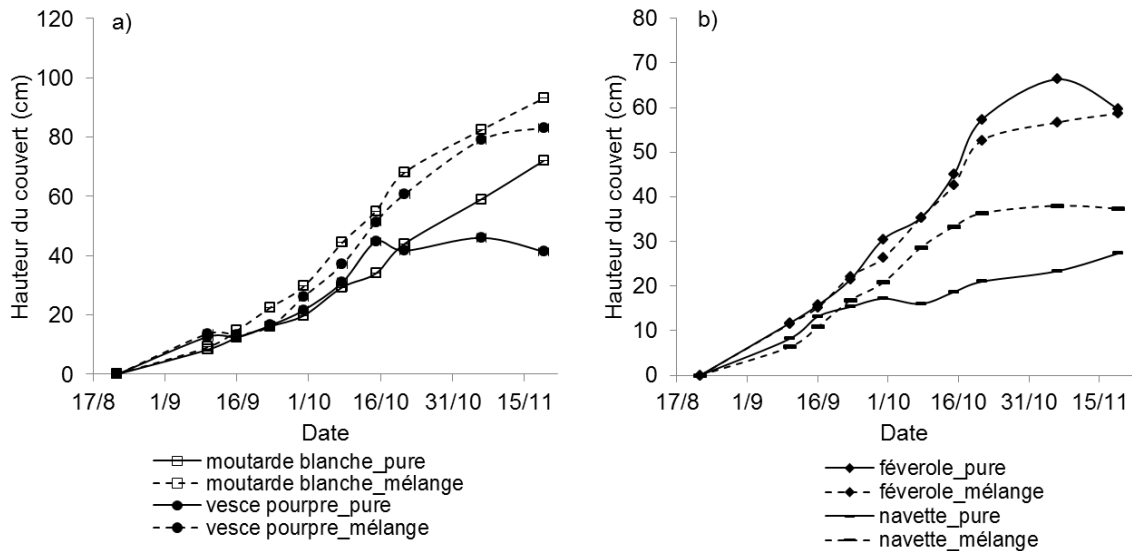 a)
Hauteur du couvert (cm)
120
100
80
60
40
20
0
17/8 1/9 16/9 1/10 16/10 31/10 15/11
Date
moutarde blanche_pure
moutarde blanche_mélange
vesce pourpre_pure
vesce pourpre_mélange
b)
Hauteur du couvert (cm)
80
70
60
50
40
30
20
10
0
17/8 1/9 16/9 1/10 16/10 31/10 15/11
Date
féverole_pure
féverole_mélange
navette_pure
navette_mélange